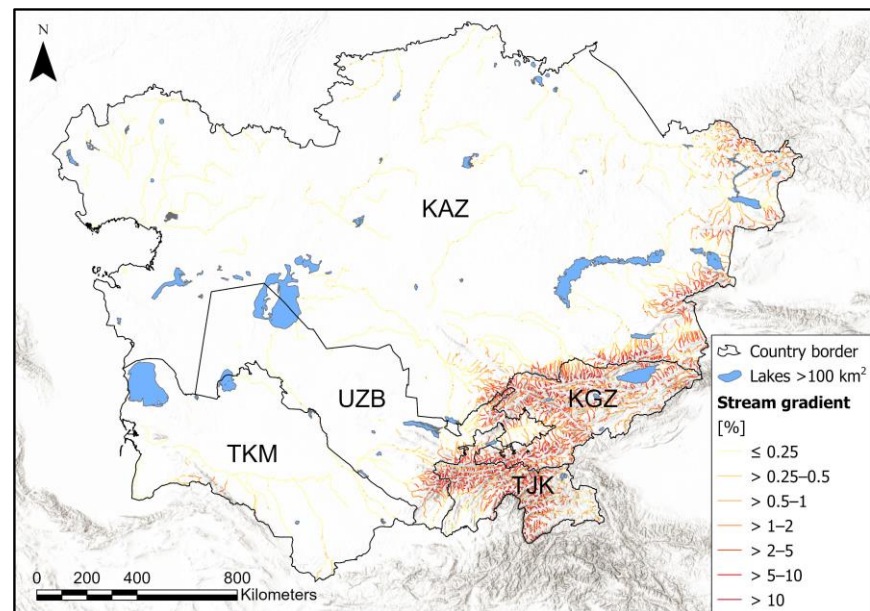 N
KAZ
UZB
KGZ
TKM
TJK
Country border
Lakes >100 km²
Stream gradient
[%]
≤ 0.25
> 0.25–0.5
> 0.5–1
> 1–2
> 2–5
> 5–10
> 10
0 200 400 800
Kilometers